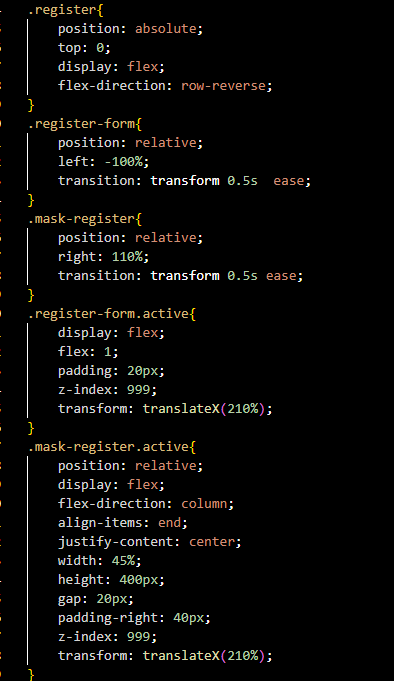 .register{
    position: absolute;
    top: 0;
    display: flex;
    flex-direction: row-reverse;
}
.register-form{
    position: relative;
    left: -100%;
    transition: transform 0.5s  ease;
}
.mask-register{
    position: relative;
    right: 110%;
    transition: transform 0.5s ease;
}
.register-form.active{
    display: flex;
    flex: 1;
    padding: 20px;
    z-index: 999;
    transform: translateX(210%);
}
.mask-register.active{
    position: relative;
    display: flex;
    flex-direction: column;
    align-items: end;
    justify-content: center;
    width: 45%;
    height: 400px;
    gap: 20px;
    padding-right: 40px;
    z-index: 999;
    transform: translateX(210%);
}